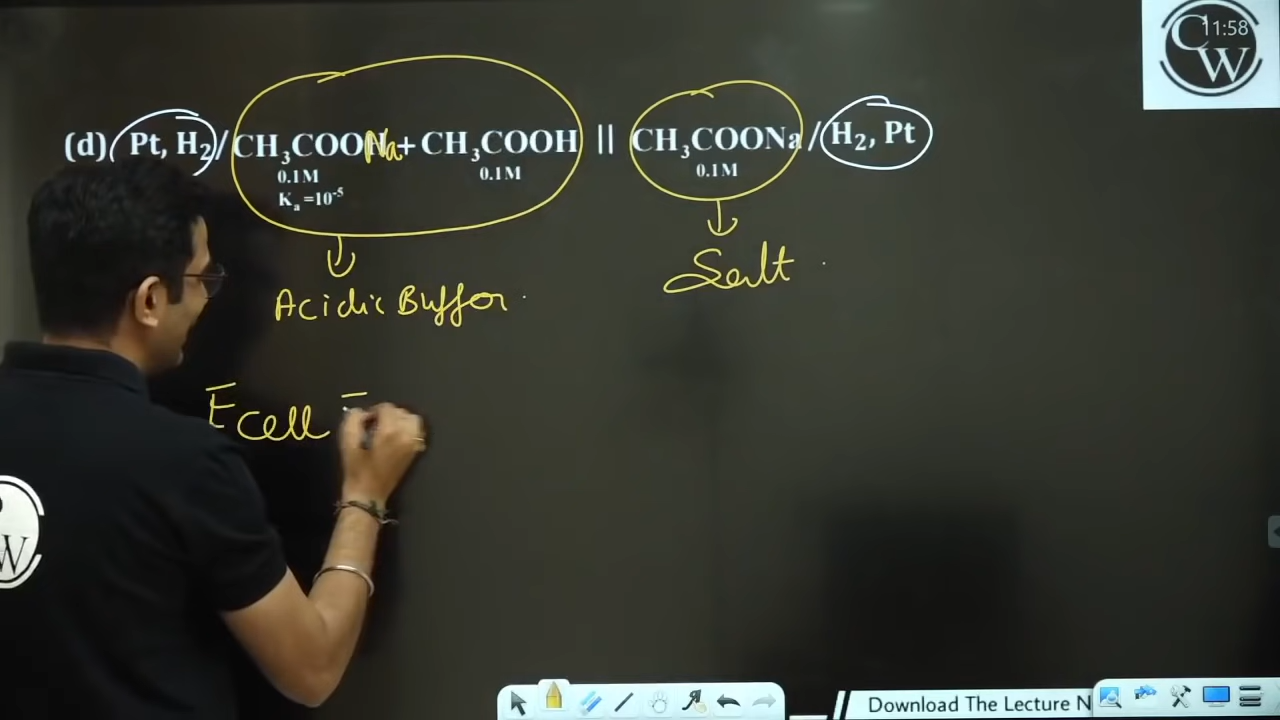 11:58
CW
(d) Pt, H₂/CH₃COONa + CH₃COOH || CH₃COONa/H₂, Pt
0.1M 0.1M 0.1M
Kₐ=10⁻⁵
Acidic Buffer.
Salt.
Ecell =
W
Download The Lecture N